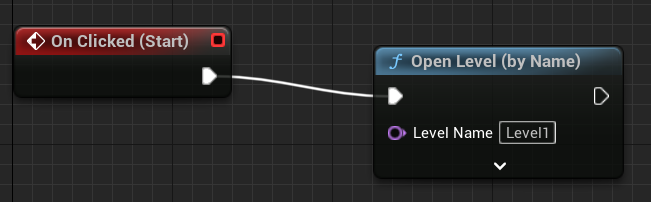 On Clicked (Start)
Open Level (by Name)
Level Name Level1